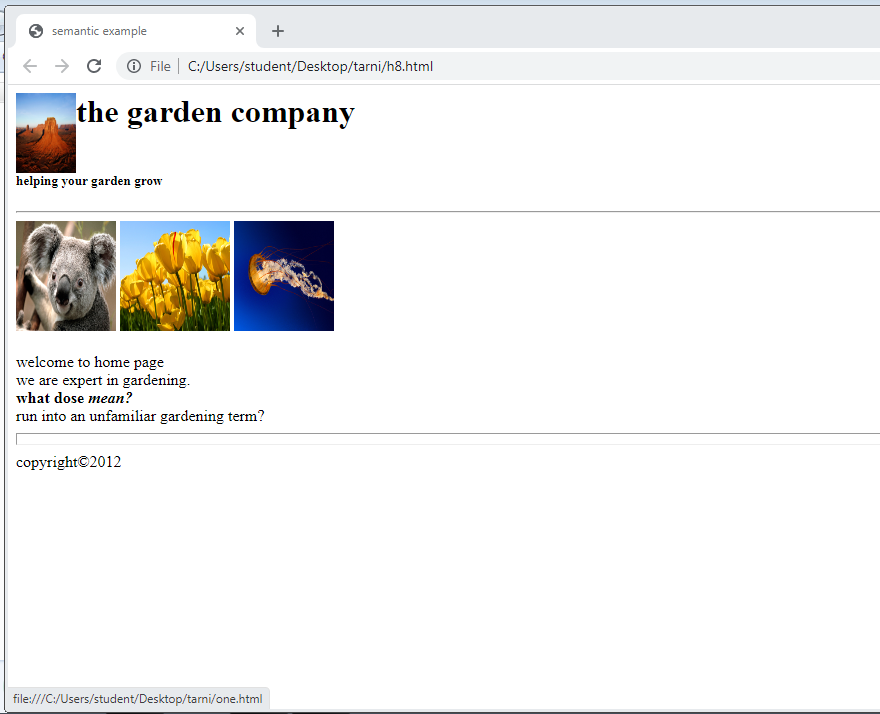 semantic example
File C:/Users/student/Desktop/tarni/h8.html
the garden company
helping your garden grow
welcome to home page
we are expert in gardening.
what dose mean?
run into an unfamiliar gardening term?
copyright©2012
file:///C:/Users/student/Desktop/tarni/one.html